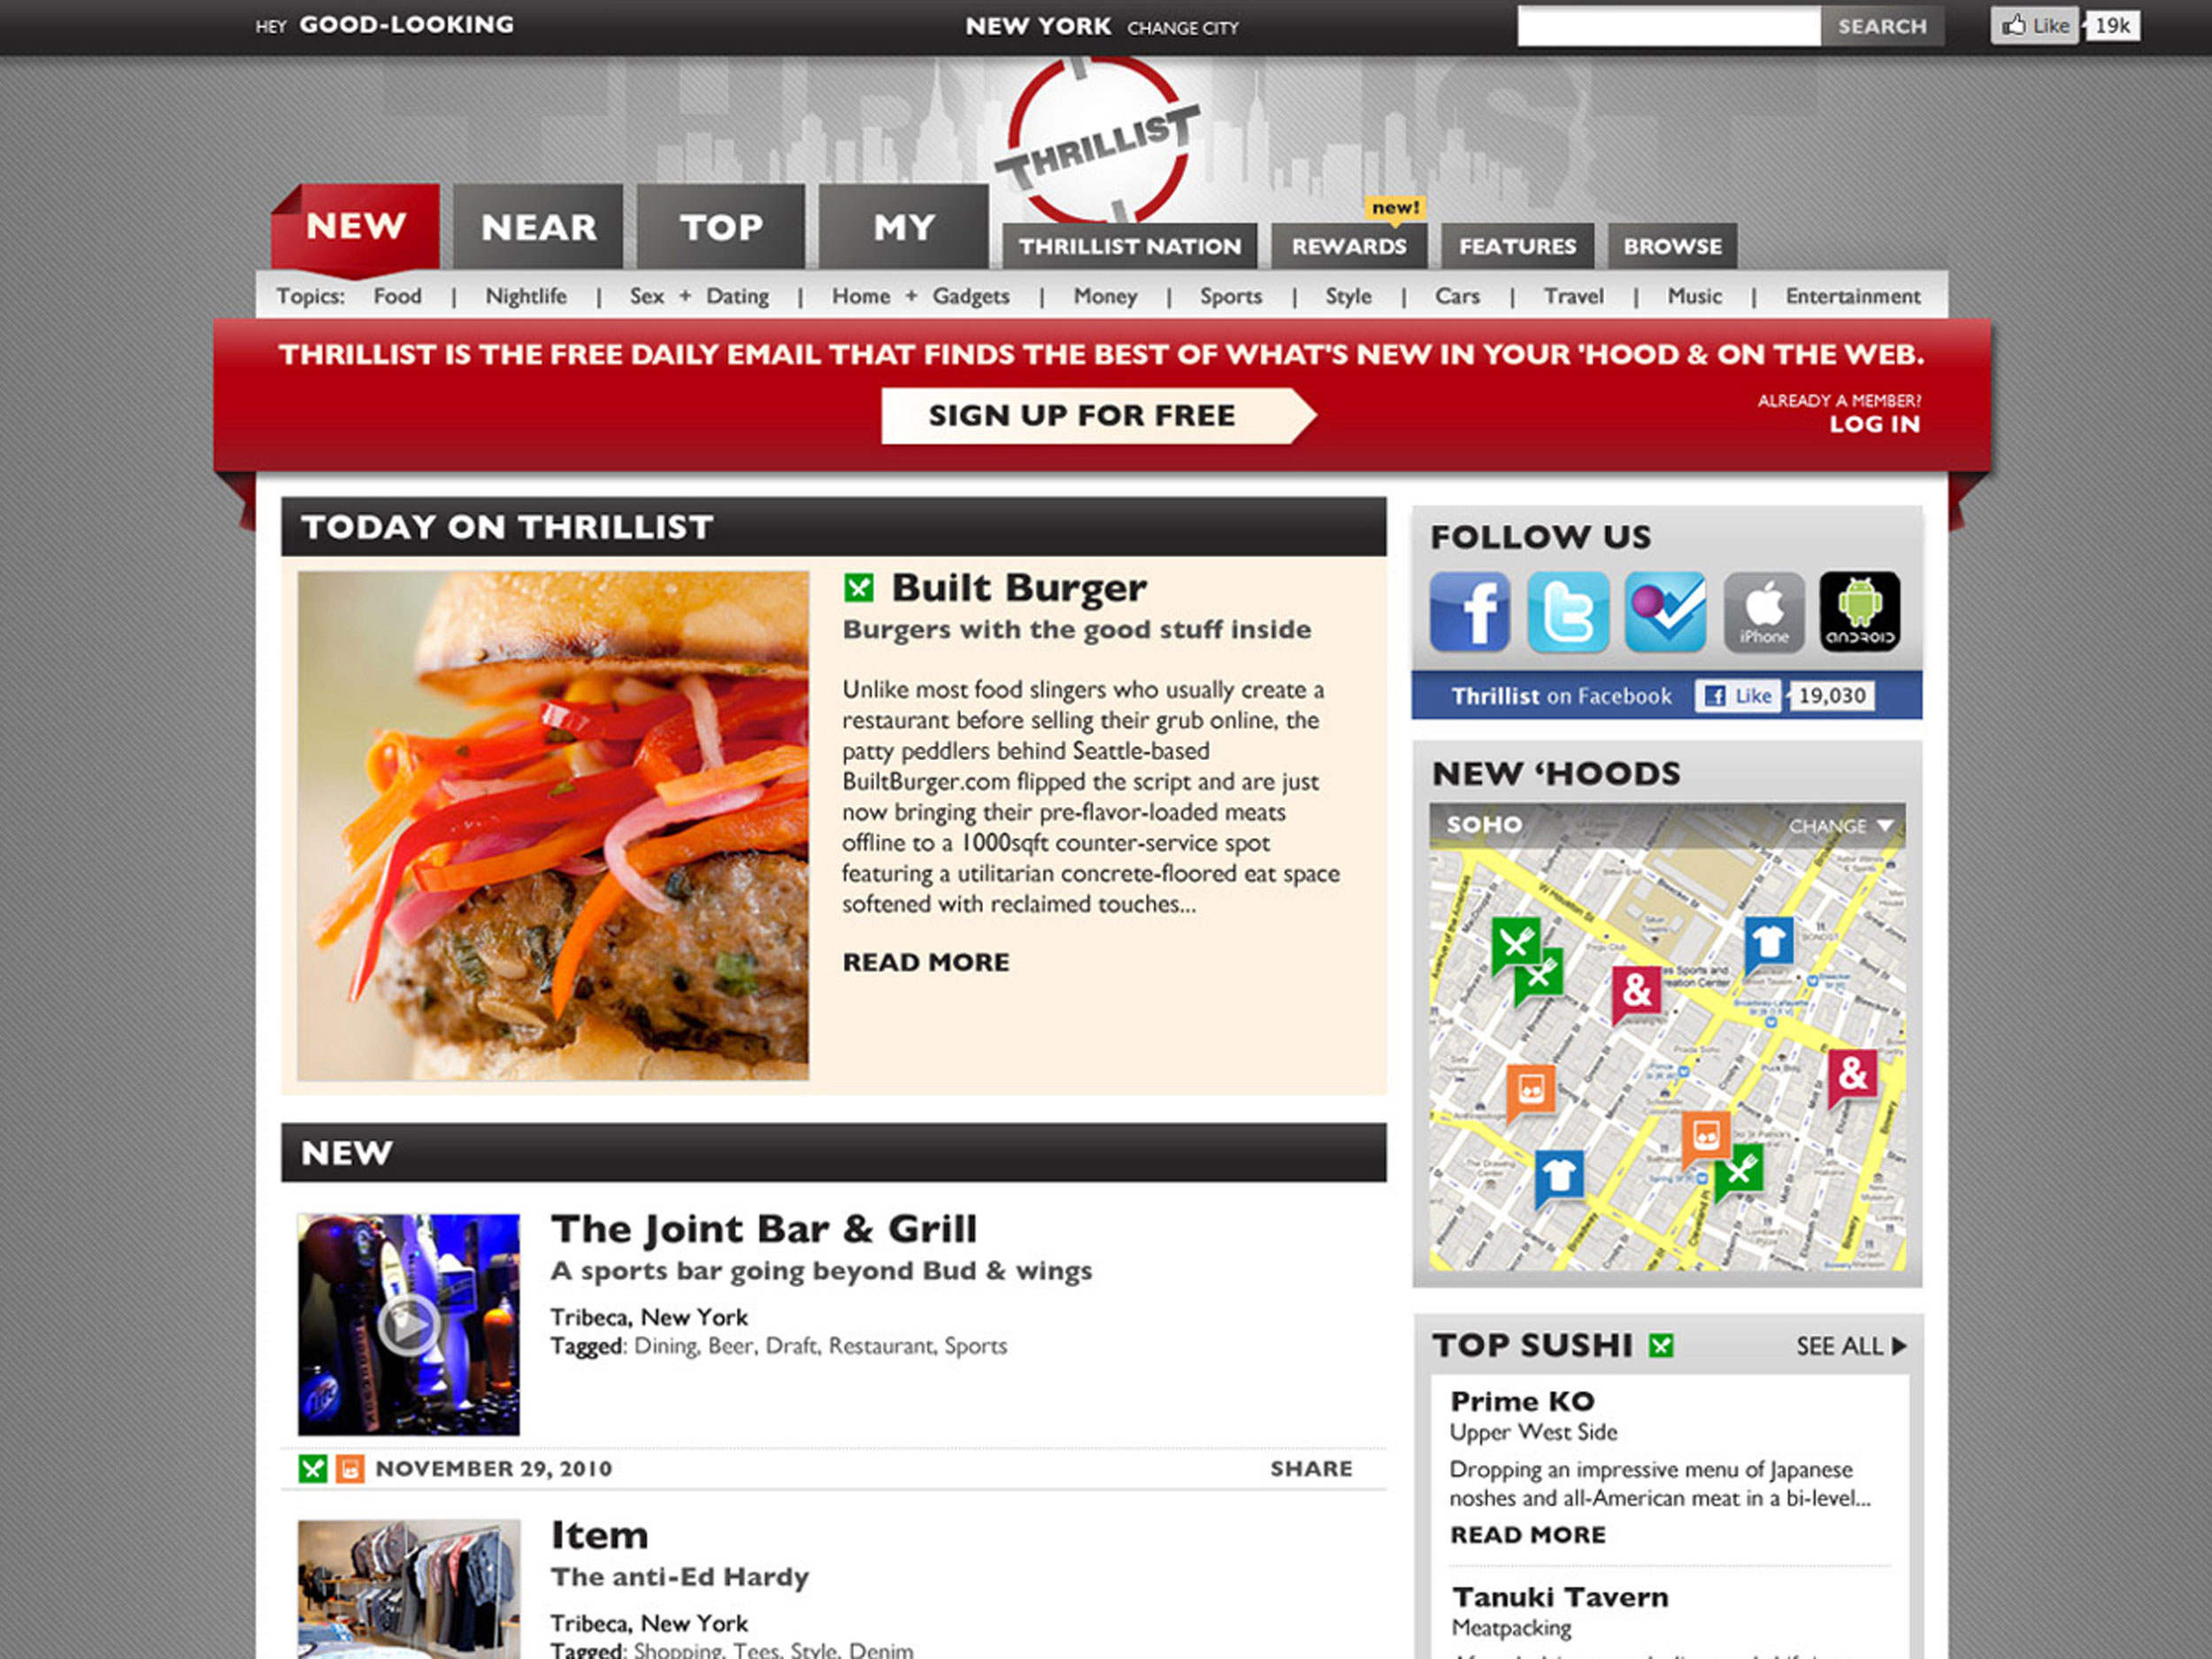 HEY GOOD-LOOKING
NEW YORK CHANGE CITY
SEARCH
Like 19k
THRILLIST
NEW
NEAR
TOP
MY
THRILLIST NATION
new!
REWARDS
FEATURES
BROWSE
Topics: Food | Nightlife | Sex + Dating | Home + Gadgets | Money | Sports | Style | Cars | Travel | Music | Entertainment
THRILLIST IS THE FREE DAILY EMAIL THAT FINDS THE BEST OF WHAT'S NEW IN YOUR 'HOOD & ON THE WEB.
SIGN UP FOR FREE
ALREADY A MEMBER?
LOG IN
TODAY ON THRILLIST
Built Burger
Burgers with the good stuff inside
Unlike most food slingers who usually create a
restaurant before selling their grub online, the
patty peddlers behind Seattle-based
BuiltBurger.com flipped the script and are just
now bringing their pre-flavor-loaded meats
offline to a 1000sqft counter-service spot
featuring a utilitarian concrete-floored eat space
softened with reclaimed touches...
READ MORE
NEW
The Joint Bar & Grill
A sports bar going beyond Bud & wings
Tribeca, New York
Tagged: Dining, Beer, Draft, Restaurant, Sports
NOVEMBER 29, 2010
SHARE
Item
The anti-Ed Hardy
Tribeca, New York
Tagged: Shopping, Tees, Style, Denim
FOLLOW US
iPhone
ANDROID
Thrillist on Facebook
Like 19,030
NEW ‘HOODS
SOHO
CHANGE
W Houston St
Avenue of the Americas
Bleecker St
Broadway
Bowery
&
&
TOP SUSHI
SEE ALL
Prime KO
Upper West Side
Dropping an impressive menu of Japanese
noshes and all-American meat in a bi-level...
READ MORE
Tanuki Tavern
Meatpacking